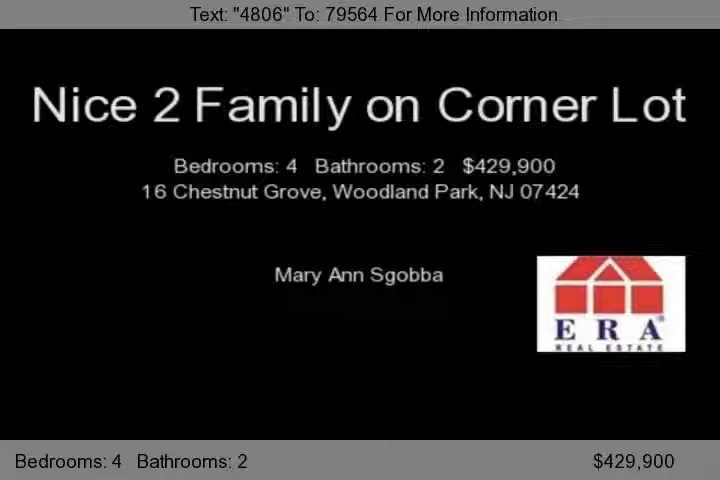 Text: "4806" To: 79564 For More Information
Nice 2 Family on Corner Lot
Bedrooms: 4 Bathrooms: 2 $429,900
16 Chestnut Grove, Woodland Park, NJ 07424
Mary Ann Sgobba
ERA®
REAL ESTATE
Bedrooms: 4 Bathrooms: 2 $429,900